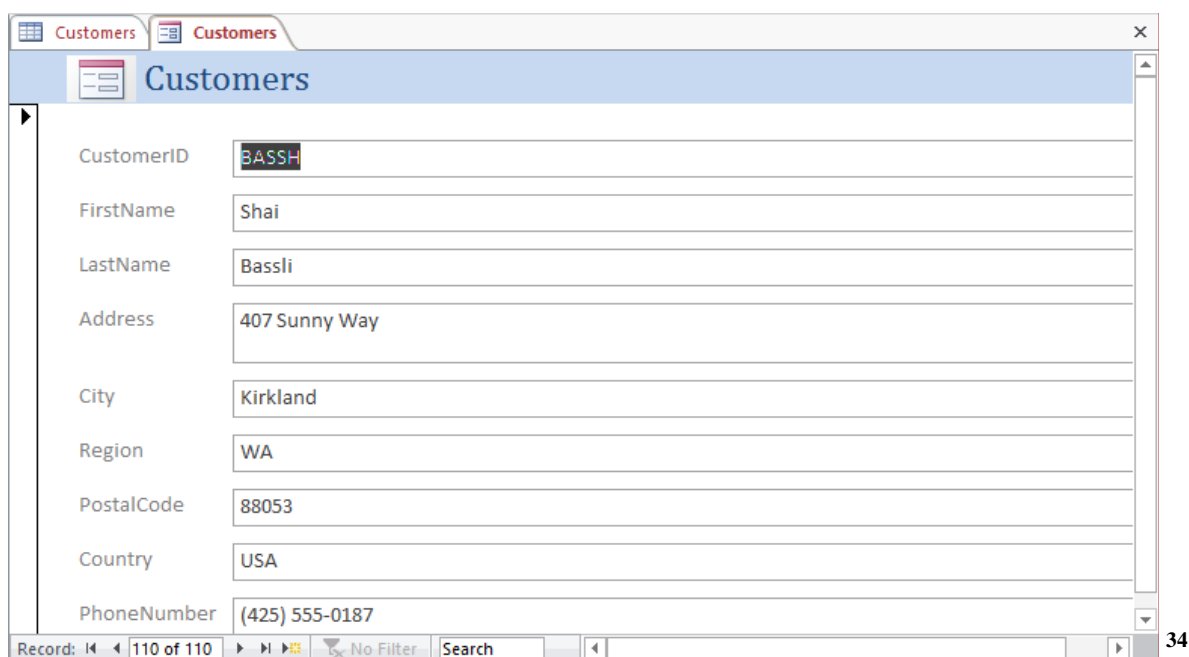 Customers Customers
Customers
CustomerID BASSH
FirstName Shai
LastName Bassli
Address 407 Sunny Way
City Kirkland
Region WA
PostalCode 88053
Country USA
PhoneNumber (425) 555-0187
Record: 110 of 110 No Filter Search
34